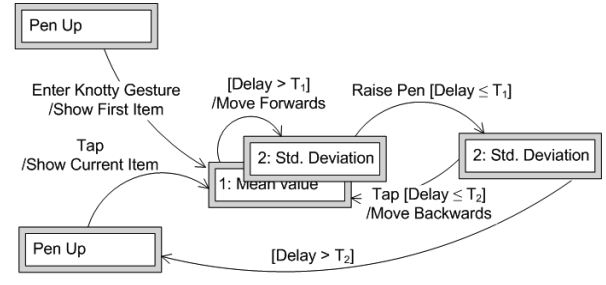 Pen Up
Enter Knotty Gesture
/Show First Item
[Delay > T₁]
/Move Forwards
Raise Pen [Delay ≤ T₁]
Tap
/Show Current Item
2: Std. Deviation
2: Std. Deviation
1: Mean Value
Tap [Delay ≤ T₂]
/Move Backwards
Pen Up
[Delay > T₂]